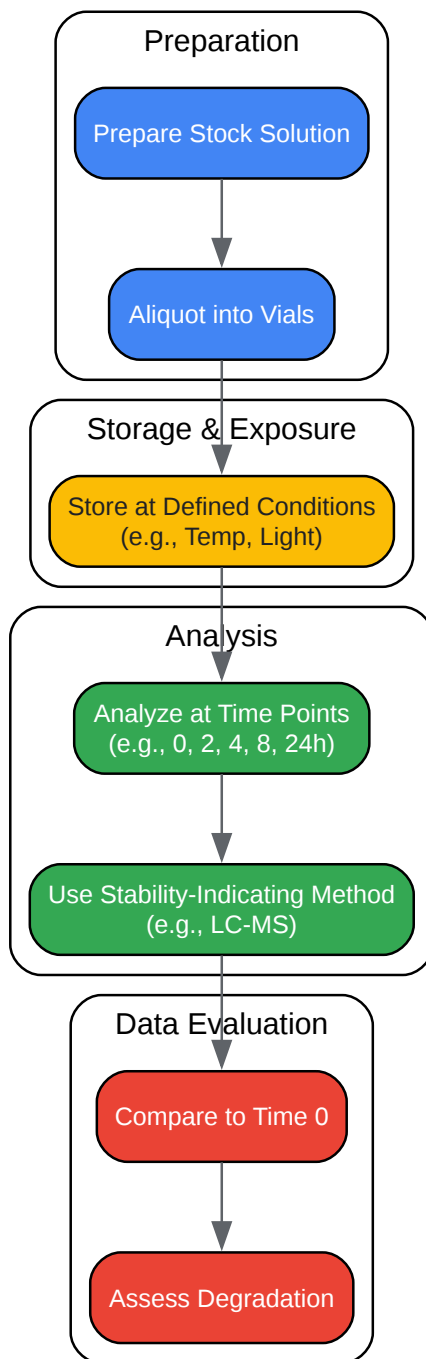 Preparation
Prepare Stock Solution
Aliquot into Vials
Storage & Exposure
Store at Defined Conditions
(e.g., Temp, Light)
Analysis
Analyze at Time Points
(e.g., 0, 2, 4, 8, 24h)
Use Stability-Indicating Method
(e.g., LC-MS)
Data Evaluation
Compare to Time 0
Assess Degradation